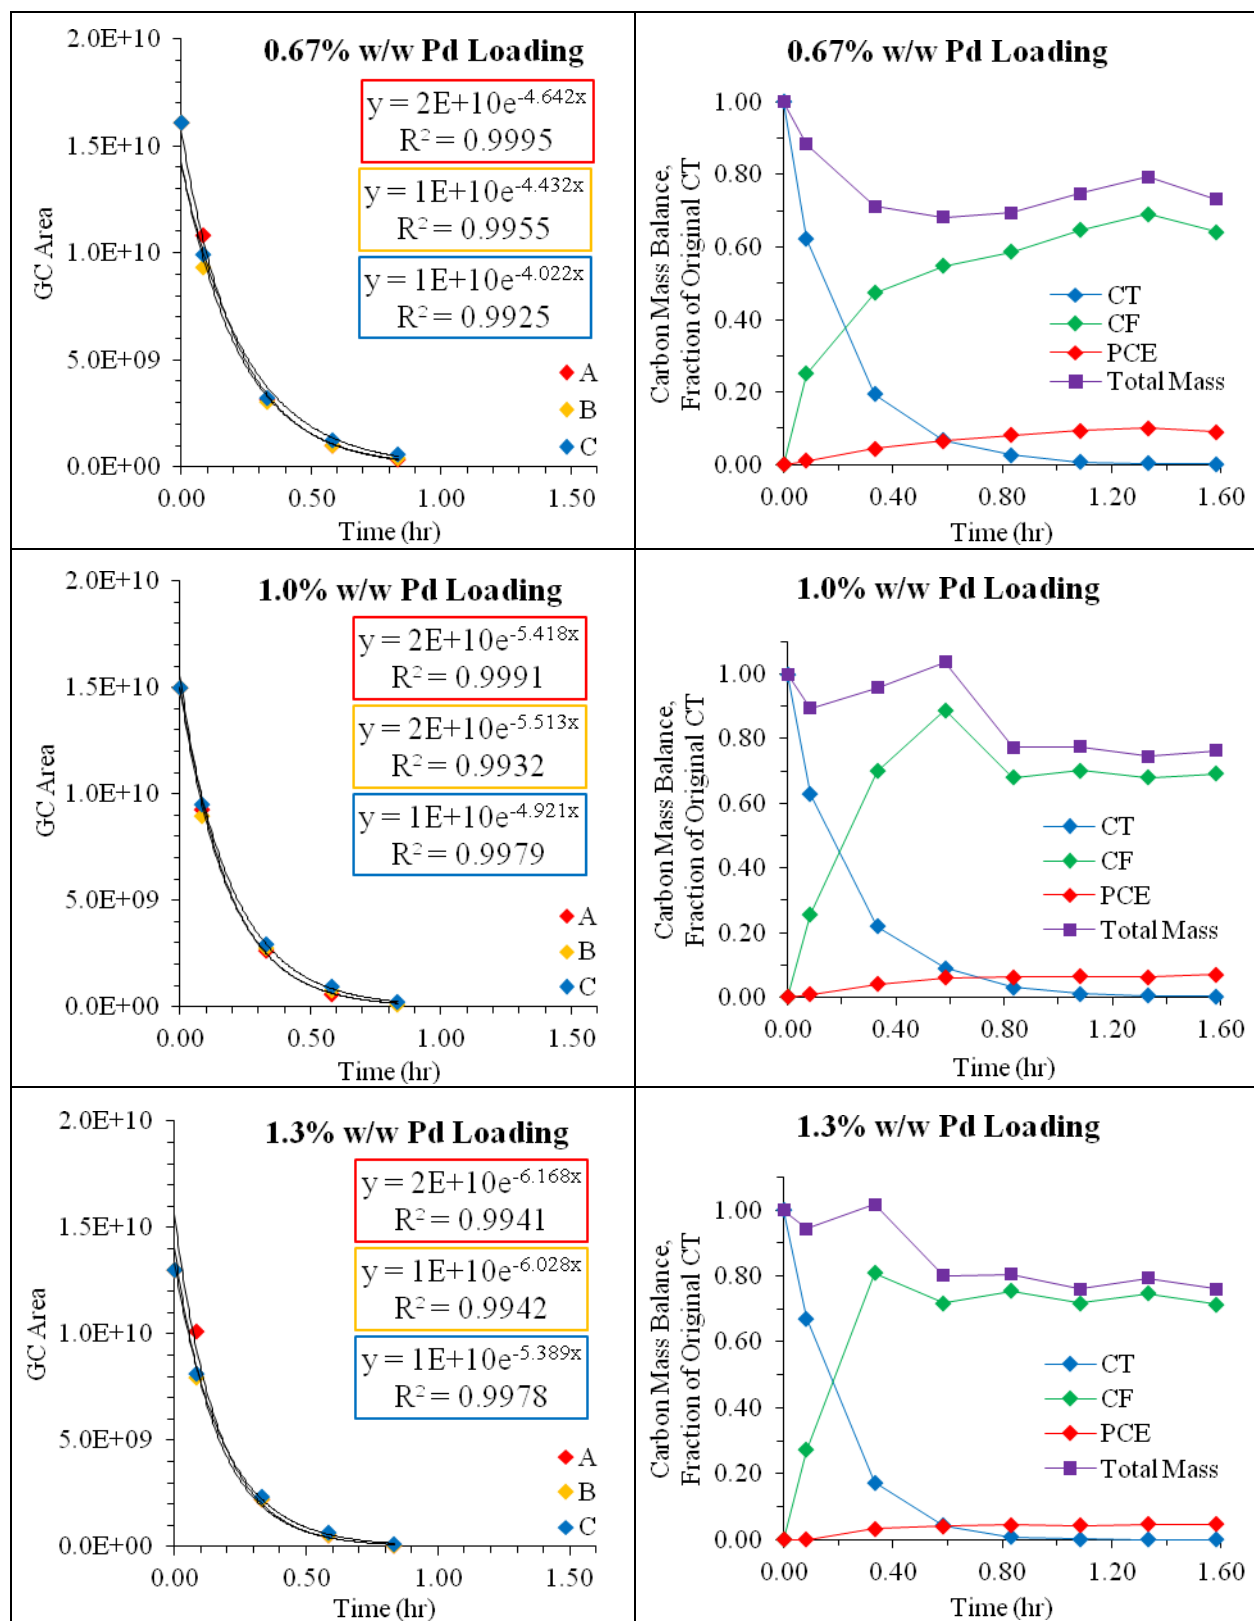 0.67% w/w Pd Loading
2.0E+10
1.5E+10
1.0E+10
5.0E+09
0.0E+00
GC Area
y = 2E+10e^-4.642x
R² = 0.9995
y = 1E+10e^-4.432x
R² = 0.9955
y = 1E+10e^-4.022x
R² = 0.9925
A
B
C
0.00 0.50 1.00 1.50
Time (hr)
0.67% w/w Pd Loading
1.00
0.80
0.60
0.40
0.20
0.00
Carbon Mass Balance,
Fraction of Original CT
CT
CF
PCE
Total Mass
0.00 0.40 0.80 1.20 1.60
Time (hr)
1.0% w/w Pd Loading
2.0E+10
1.5E+10
1.0E+10
5.0E+09
0.0E+00
GC Area
y = 2E+10e^-5.418x
R² = 0.9991
y = 2E+10e^-5.513x
R² = 0.9932
y = 1E+10e^-4.921x
R² = 0.9979
A
B
C
0.00 0.50 1.00 1.50
Time (hr)
1.0% w/w Pd Loading
1.00
0.80
0.60
0.40
0.20
0.00
Carbon Mass Balance,
Fraction of Original CT
CT
CF
PCE
Total Mass
0.00 0.40 0.80 1.20 1.60
Time (hr)
1.3% w/w Pd Loading
2.0E+10
1.5E+10
1.0E+10
5.0E+09
0.0E+00
GC Area
y = 2E+10e^-6.168x
R² = 0.9941
y = 1E+10e^-6.028x
R² = 0.9942
y = 1E+10e^-5.389x
R² = 0.9978
A
B
C
0.00 0.50 1.00 1.50
Time (hr)
1.3% w/w Pd Loading
1.00
0.80
0.60
0.40
0.20
0.00
Carbon Mass Balance,
Fraction of Original CT
CT
CF
PCE
Total Mass
0.00 0.40 0.80 1.20 1.60
Time (hr)